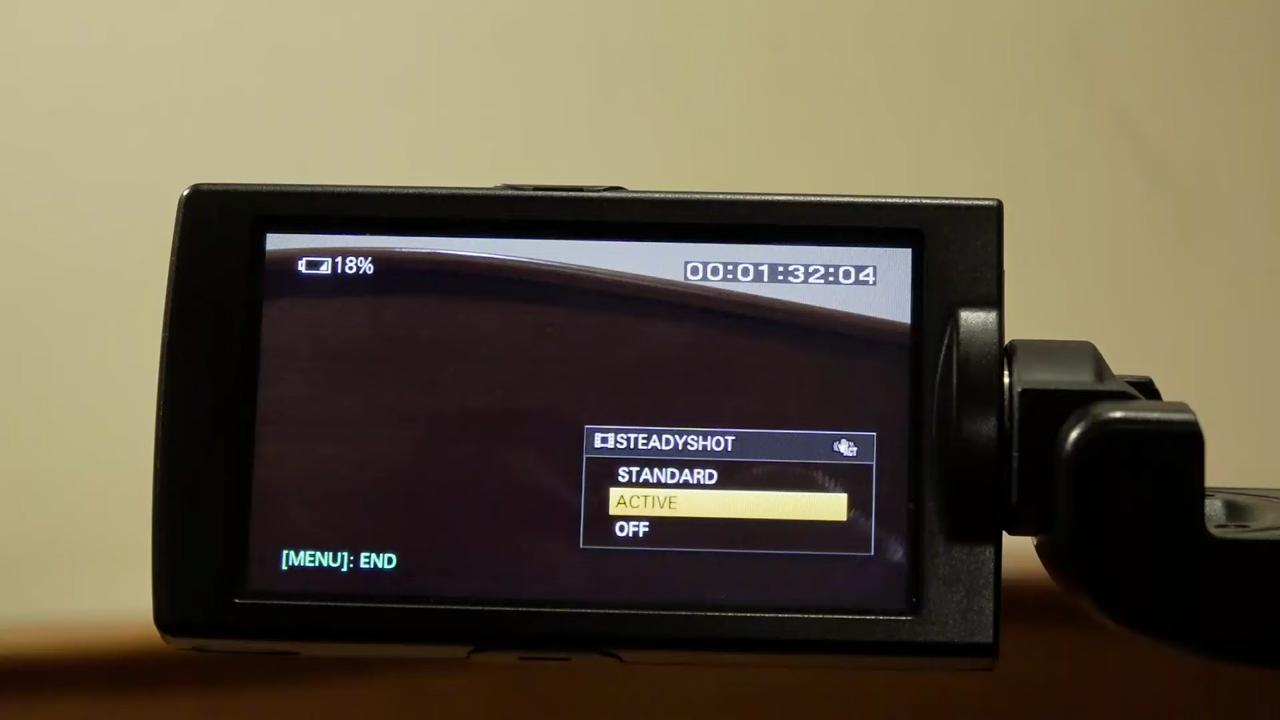 18%
00:01:32:04
STEADYSHOT
STANDARD
ACTIVE
OFF
[MENU]: END